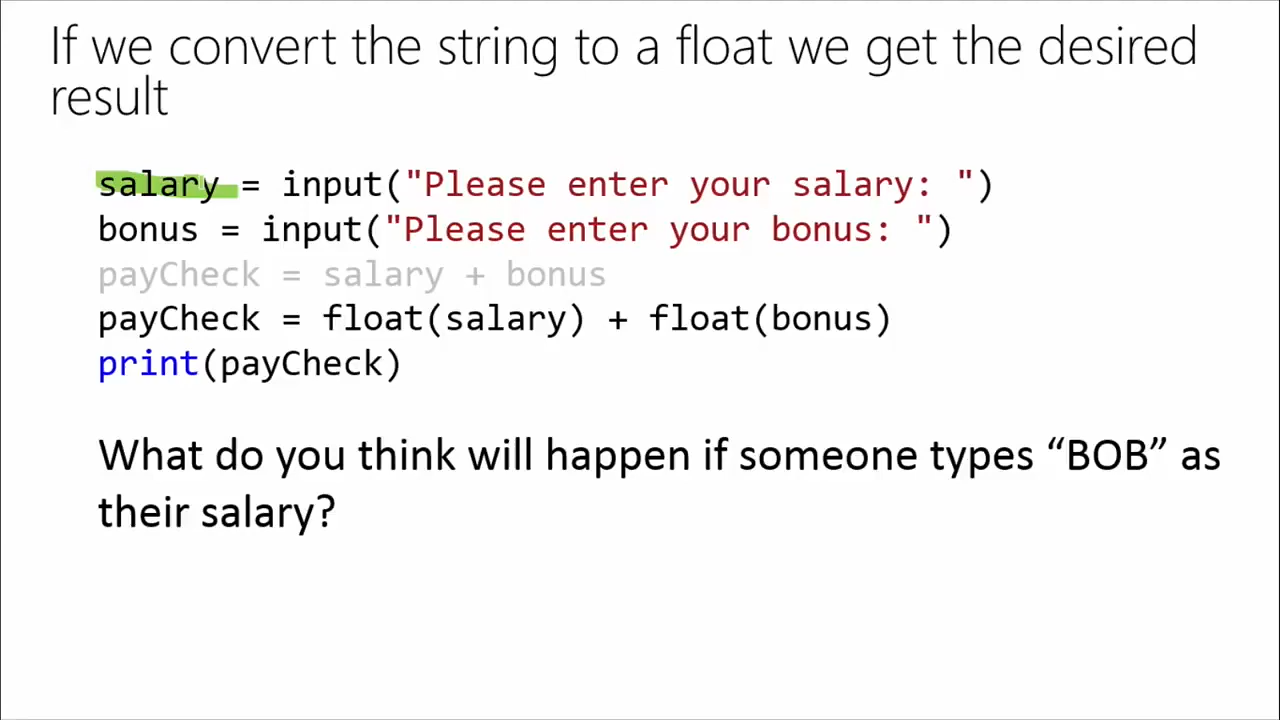 If we convert the string to a float we get the desired
result
salary = input("Please enter your salary: ")
bonus = input("Please enter your bonus: ")
payCheck = salary + bonus
payCheck = float(salary) + float(bonus)
print(payCheck)
What do you think will happen if someone types “BOB” as
their salary?